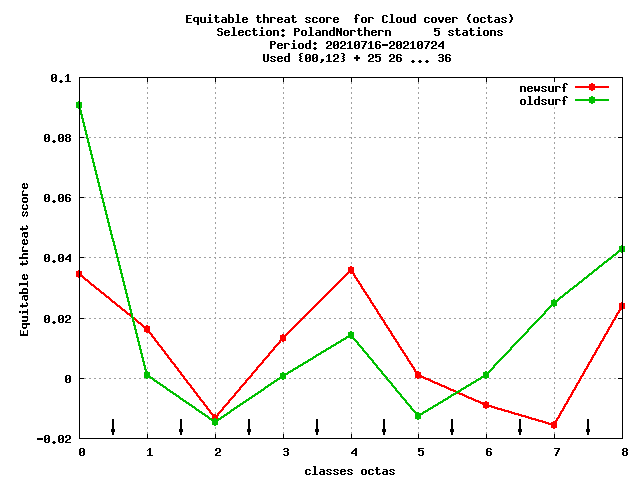 Equitable threat score  for Cloud cover (octas)
Selection: PolandNorthern      5 stations
Period: 20210716-20210724
Used {00,12} + 25 26 ... 36
newsurf
oldsurf
0.1
0.08
0.06
0.04
0.02
0
-0.02
Equitable threat score
0 1 2 3 4 5 6 7 8
classes octas